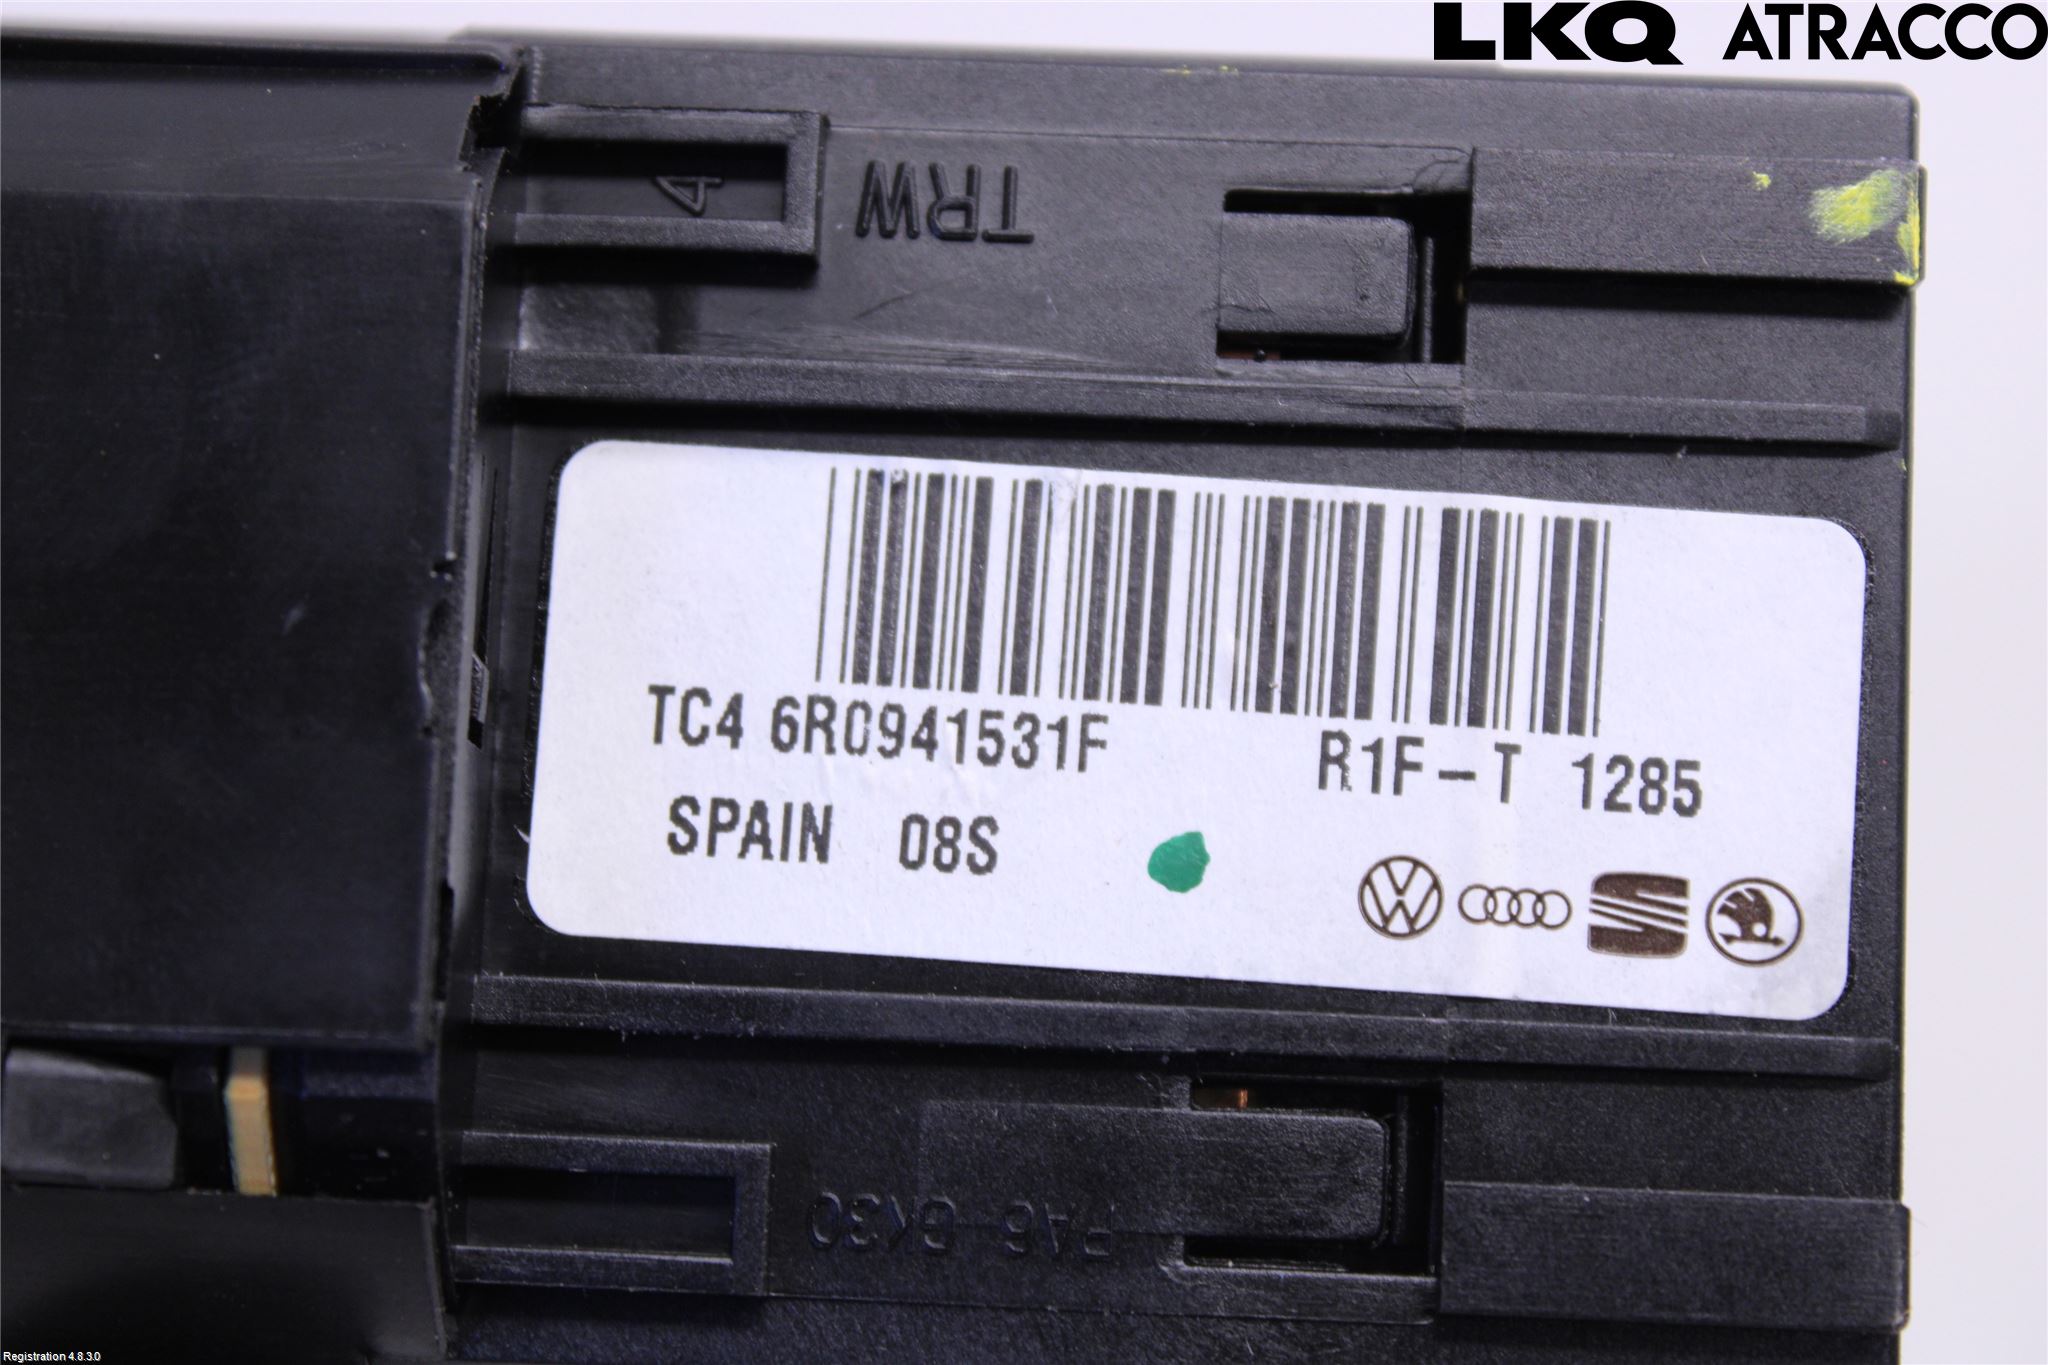 LKQ ATRACCO
4
TRW
TC4 6R0941531F R1F-T 1285
SPAIN 08S
PA6 GK30
Registration 4.8.3.0